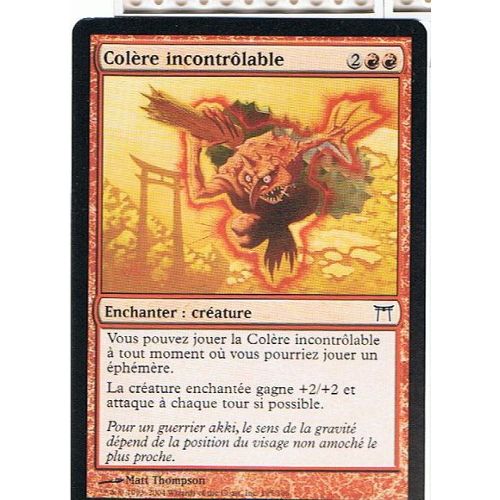 Colère incontrôlable 2
Enchanter : créature
Vous pouvez jouer la Colère incontrôlable
à tout moment où vous pourriez jouer un
éphémère.
La créature enchantée gagne +2/+2 et
attaque à chaque tour si possible.
Pour un guerrier akki, le sens de la gravité
dépend de la position du visage non amoché le
plus proche.
Matt Thompson